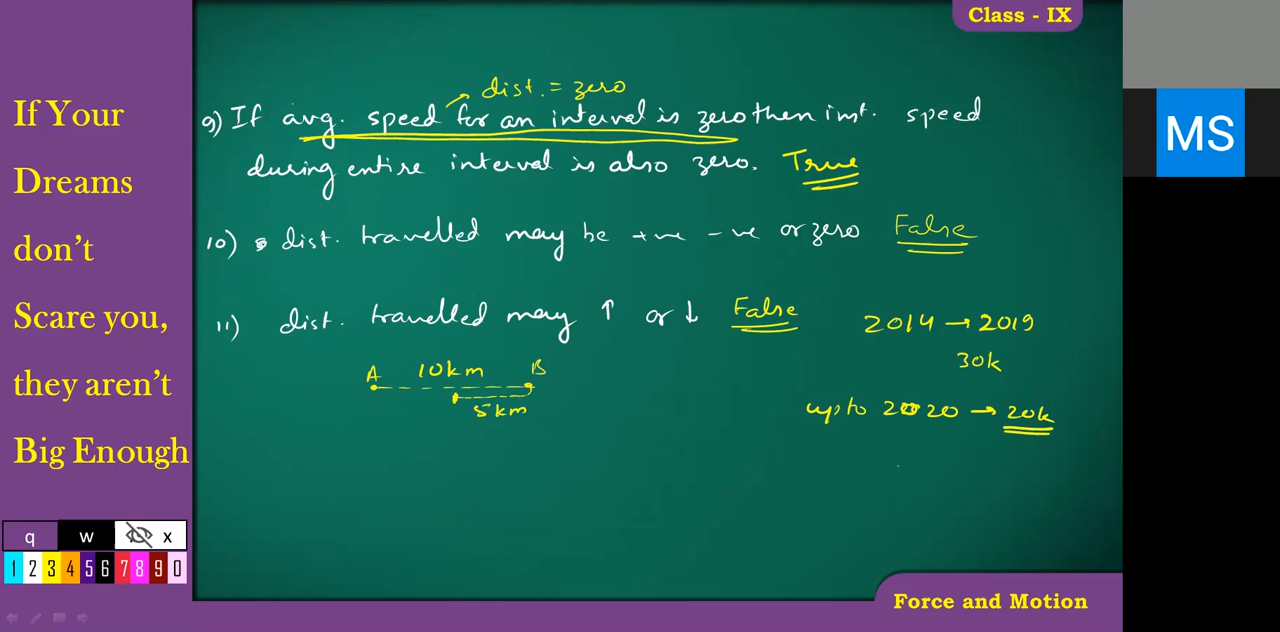 Class - IX
If Your
Dreams
don't
Scare you,
they aren't
Big Enough
dist. = zero
9) If avg. speed for an interval is zero then inst. speed
during entire interval is also zero. True
10) dist. travelled may be +ve -ve or zero False
11) dist. travelled may ↑ or ↓ False
2014 → 2019
30k
A 10km B
5km
upto 2020 → 20k
MS
q w x
1 2 3 4 5 6 7 8 9 0
Force and Motion